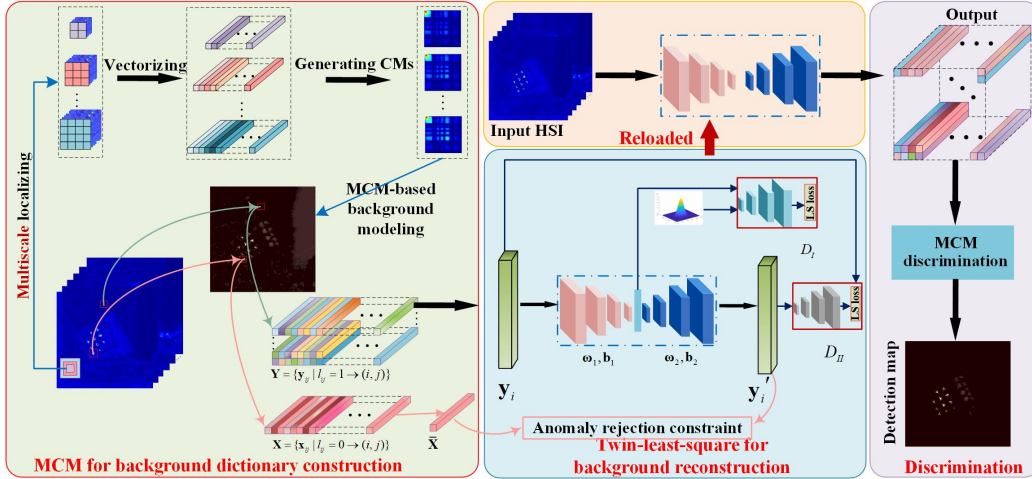 Vectorizing
Generating CMs
Multiscale localizing
MCM-based
background
modeling
Y = {y_ij | l_ij = 1 → (i, j)}
X = {x_ij | l_ij = 0 → (i, j)}
X̄
MCM for background dictionary construction
Input HSI
Reloaded
y_i
ω₁, b₁
ω₂, b₂
y_i′
D_I
LS loss
D_II
LS loss
Anomaly rejection constraint
Twin-least-square for
background reconstruction
Output
MCM
discrimination
Detection map
Discrimination